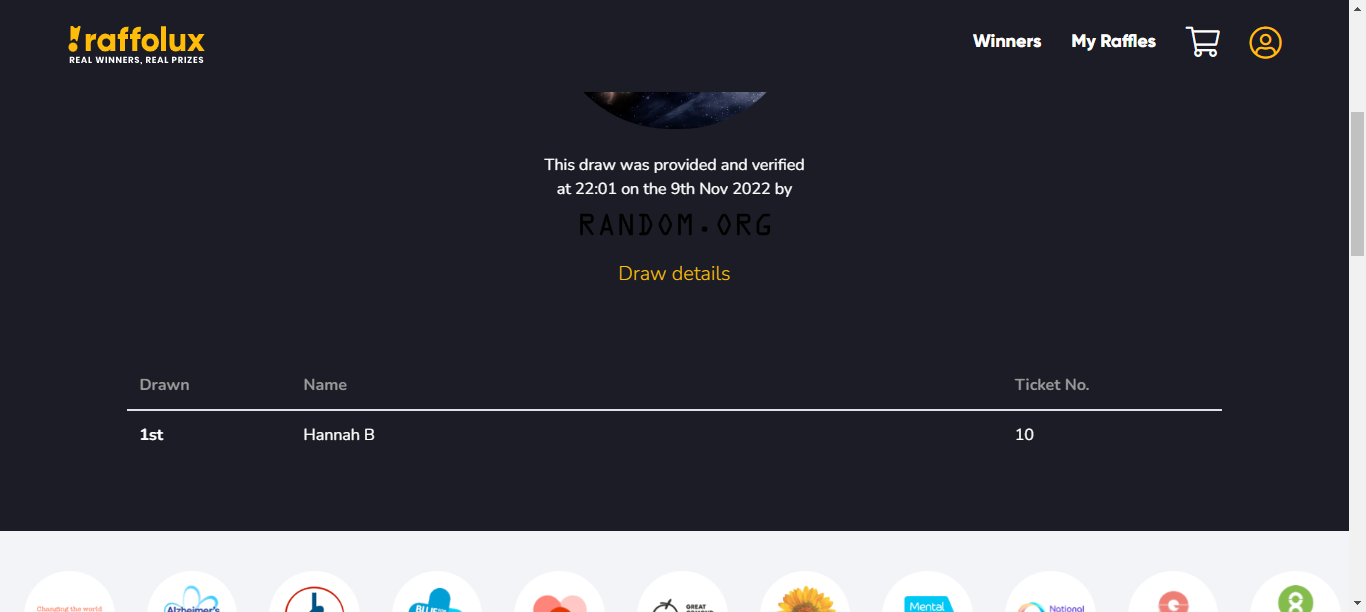 raffolux
REAL WINNERS, REAL PRIZES
Winners
My Raffles
This draw was provided and verified
at 22:01 on the 9th Nov 2022 by
RANDOM.ORG
Draw details
Drawn Name Ticket No.
1st Hannah B 10
Changing the world
Alzheimer's
BLUE
GREAT
Mental
National